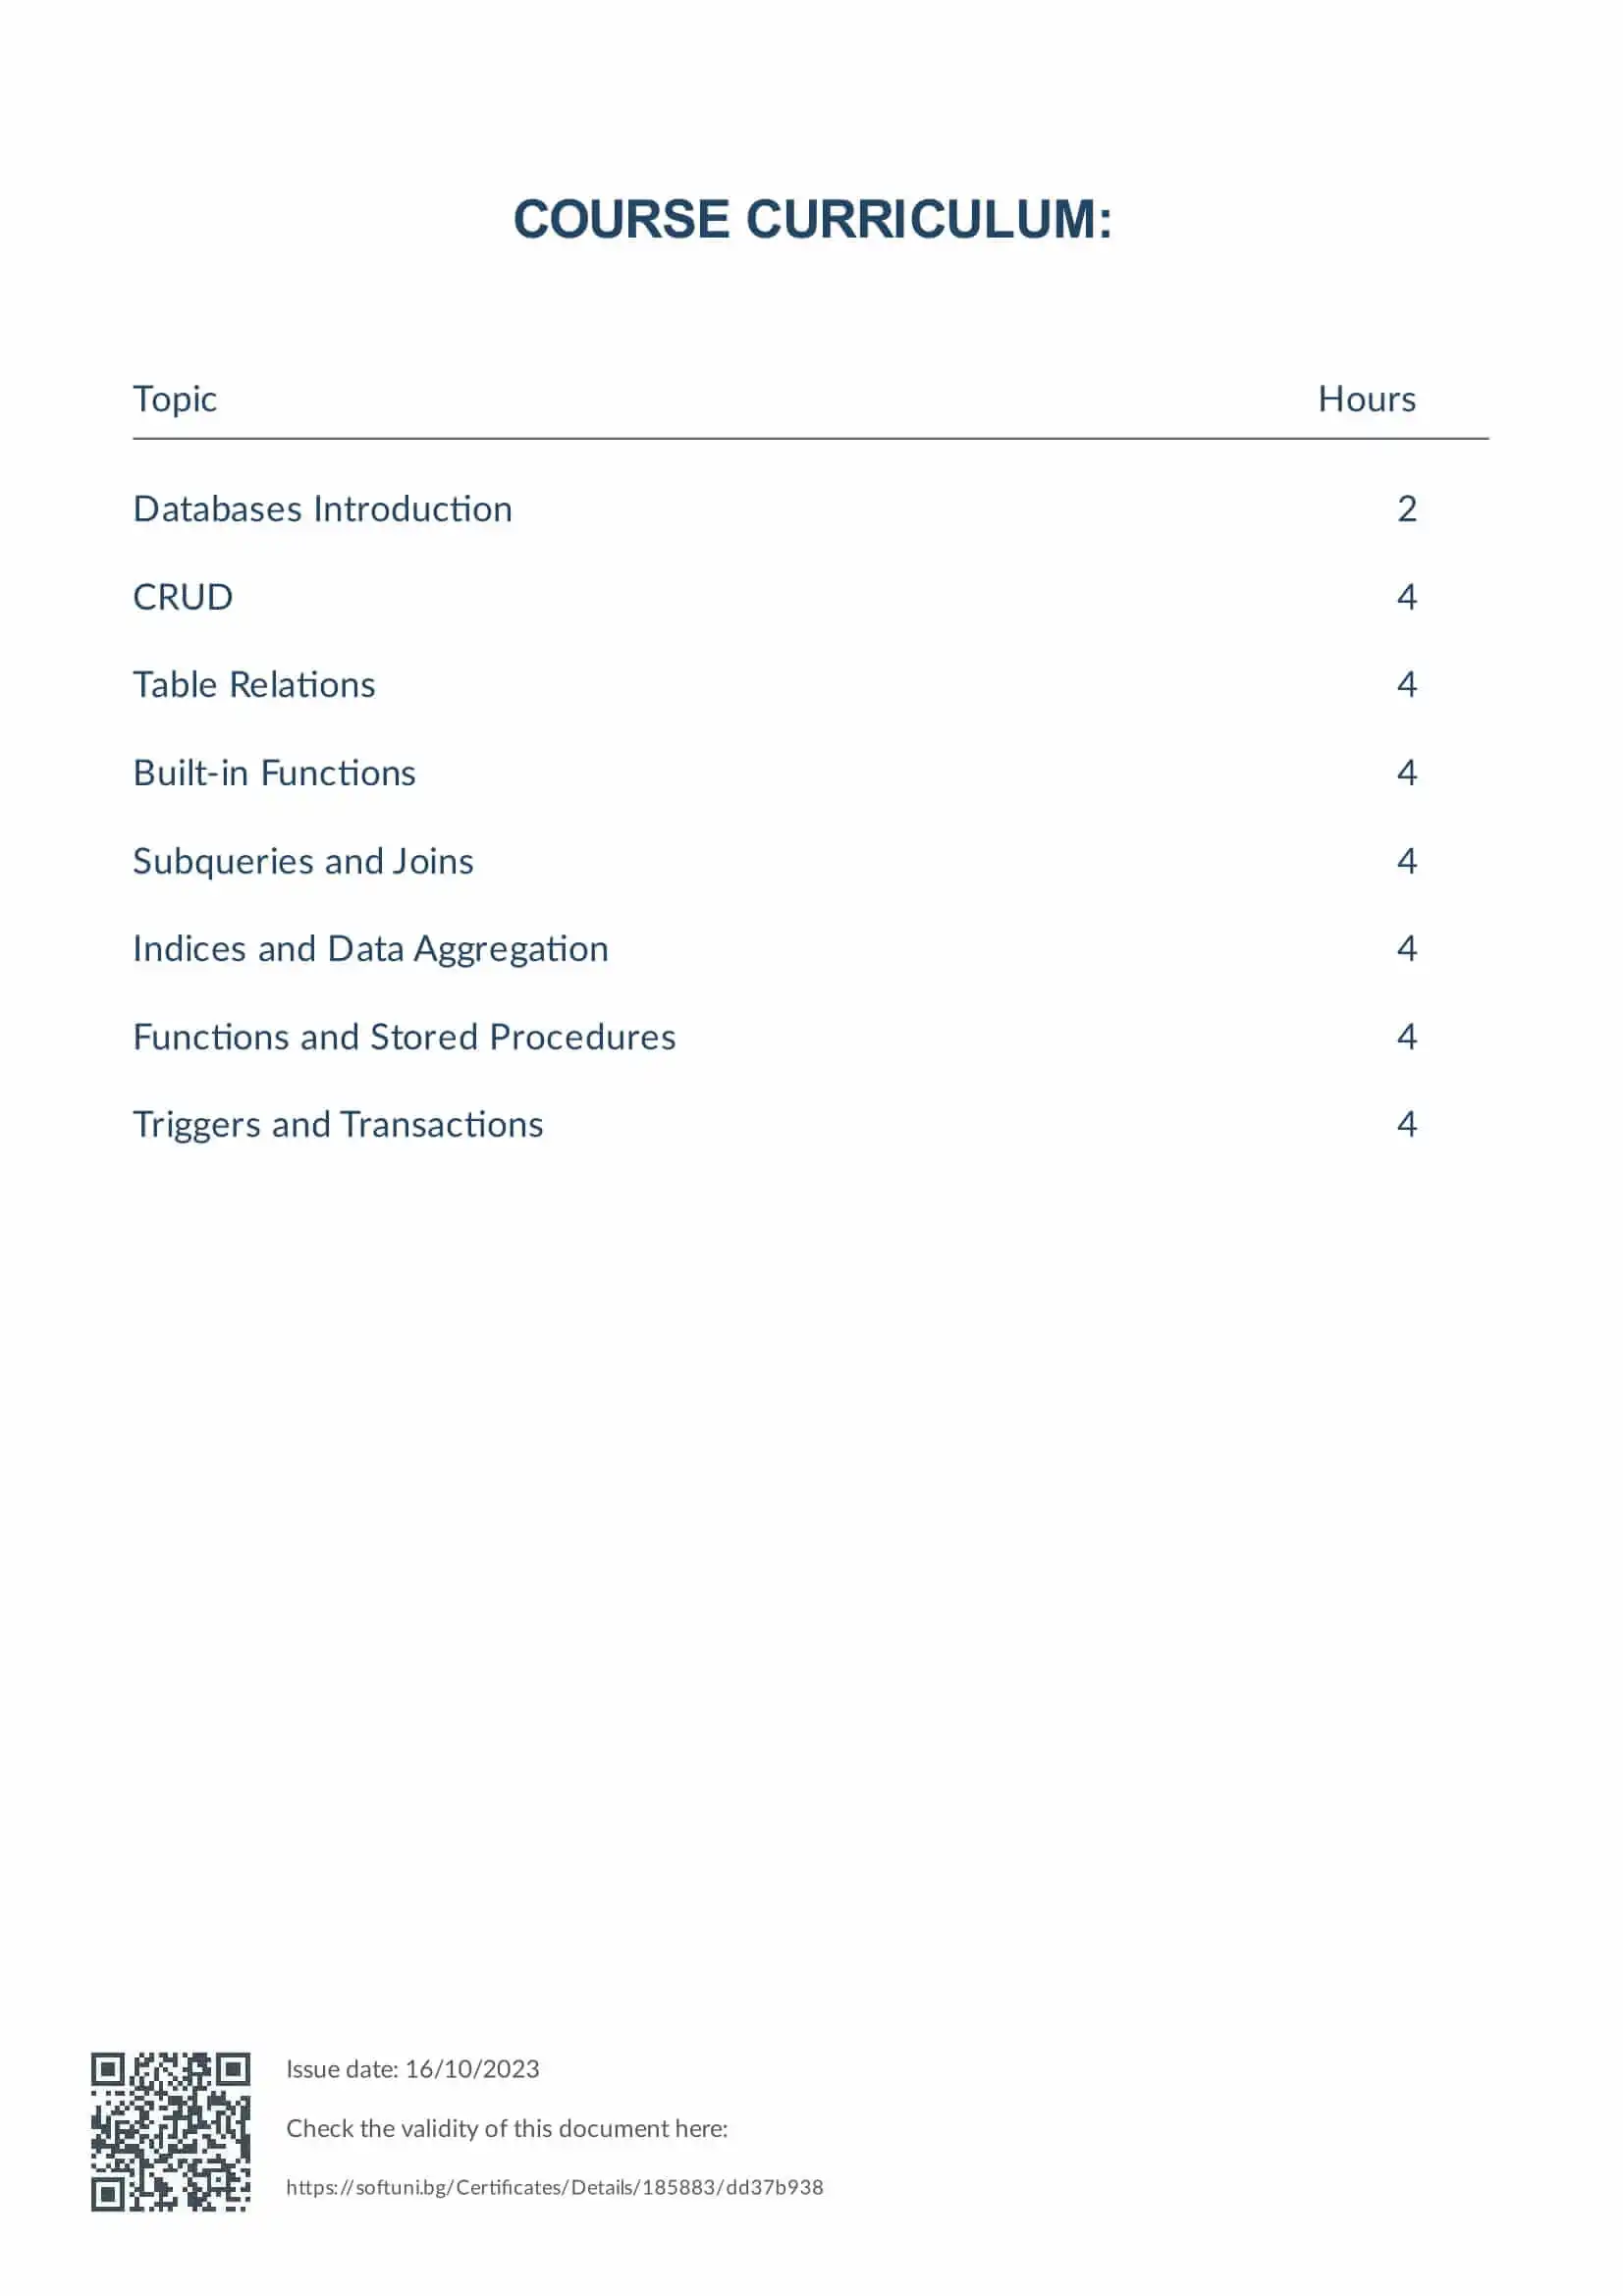 COURSE CURRICULUM:
Topic Hours
Databases Introduction 2
CRUD 4
Table Relations 4
Built-in Functions 4
Subqueries and Joins 4
Indices and Data Aggregation 4
Functions and Stored Procedures 4
Triggers and Transactions 4
Issue date: 16/10/2023
Check the validity of this document here:
https://softuni.bg/Certificates/Details/185883/dd37b938